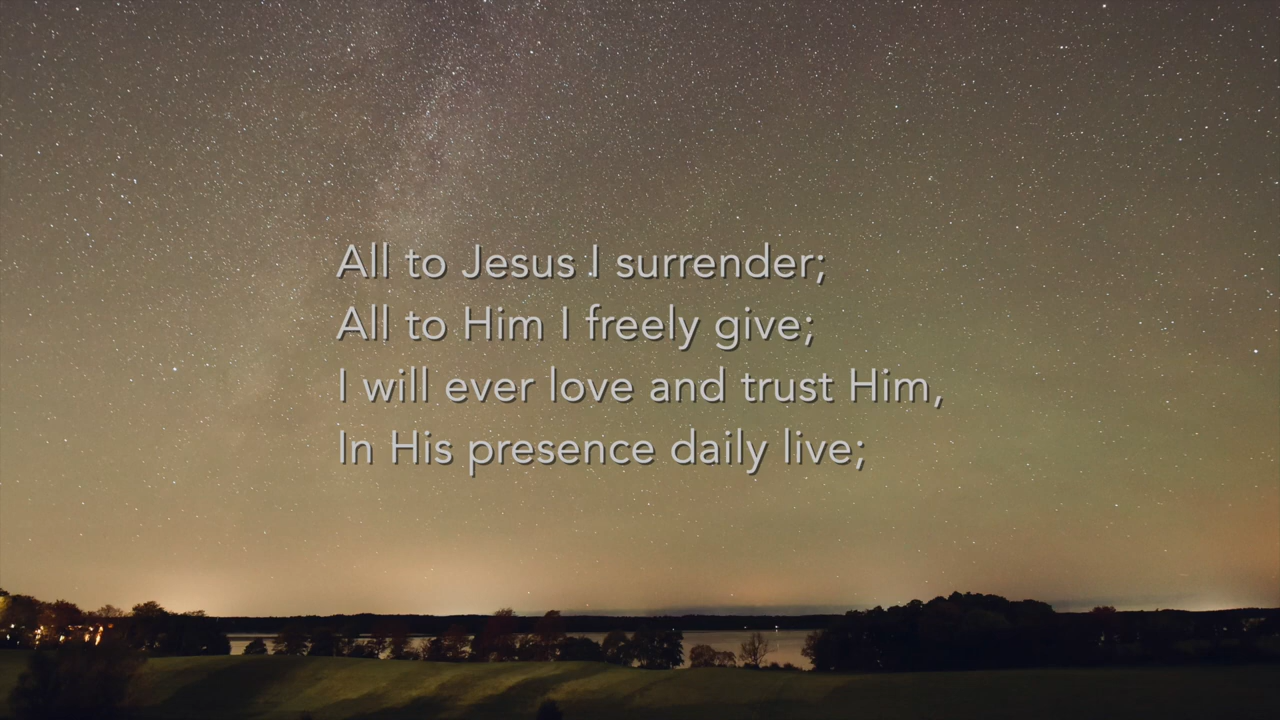 All to Jesus I surrender;
All to Him I freely give;
I will ever love and trust Him,
In His presence daily live;